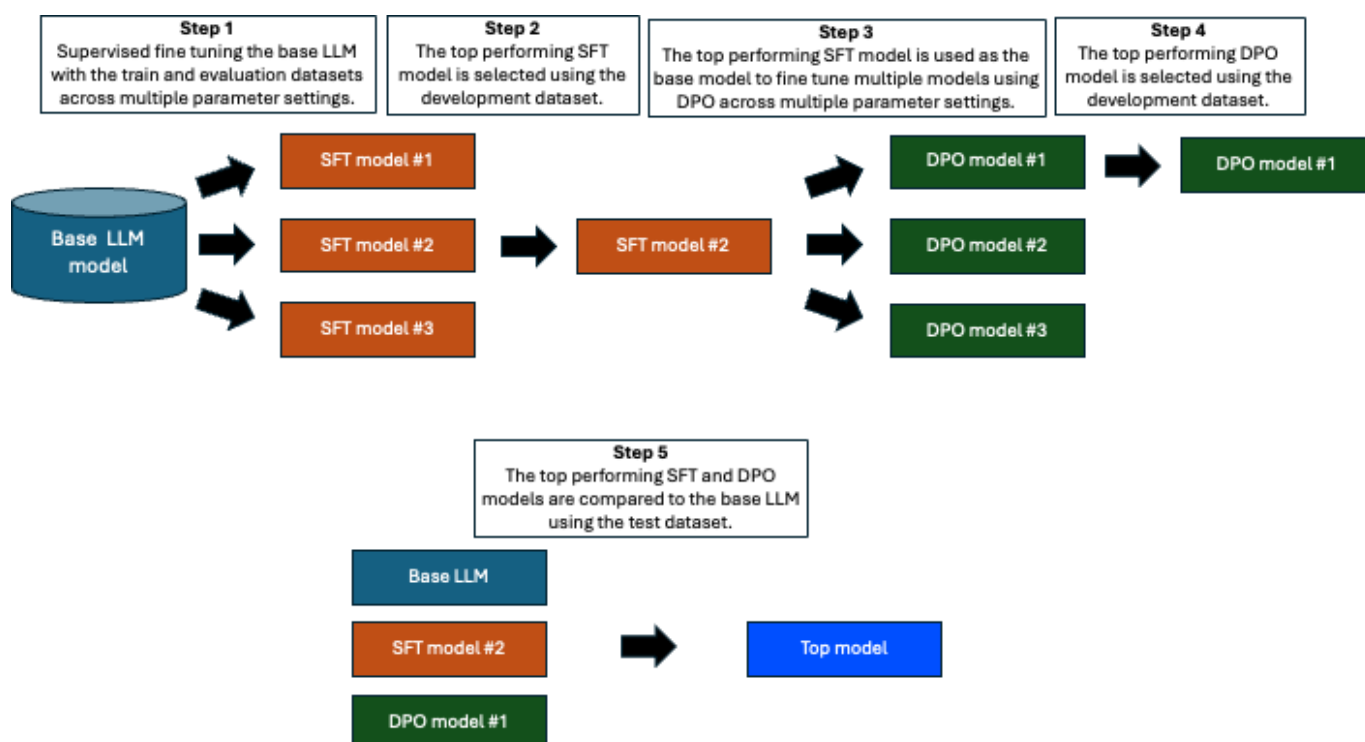 Step 1
Supervised fine tuning the base LLM
with the train and evaluation datasets
across multiple parameter settings.
Step 2
The top performing SFT
model is selected using the
development dataset.
Step 3
The top performing SFT model is used as the
base model to fine tune multiple models using
DPO across multiple parameter settings.
Step 4
The top performing DPO
model is selected using the
development dataset.
Base LLM
model
SFT model #1
SFT model #2
SFT model #3
SFT model #2
DPO model #1
DPO model #2
DPO model #3
DPO model #1
Step 5
The top performing SFT and DPO
models are compared to the base LLM
using the test dataset.
Base LLM
SFT model #2
DPO model #1
Top model